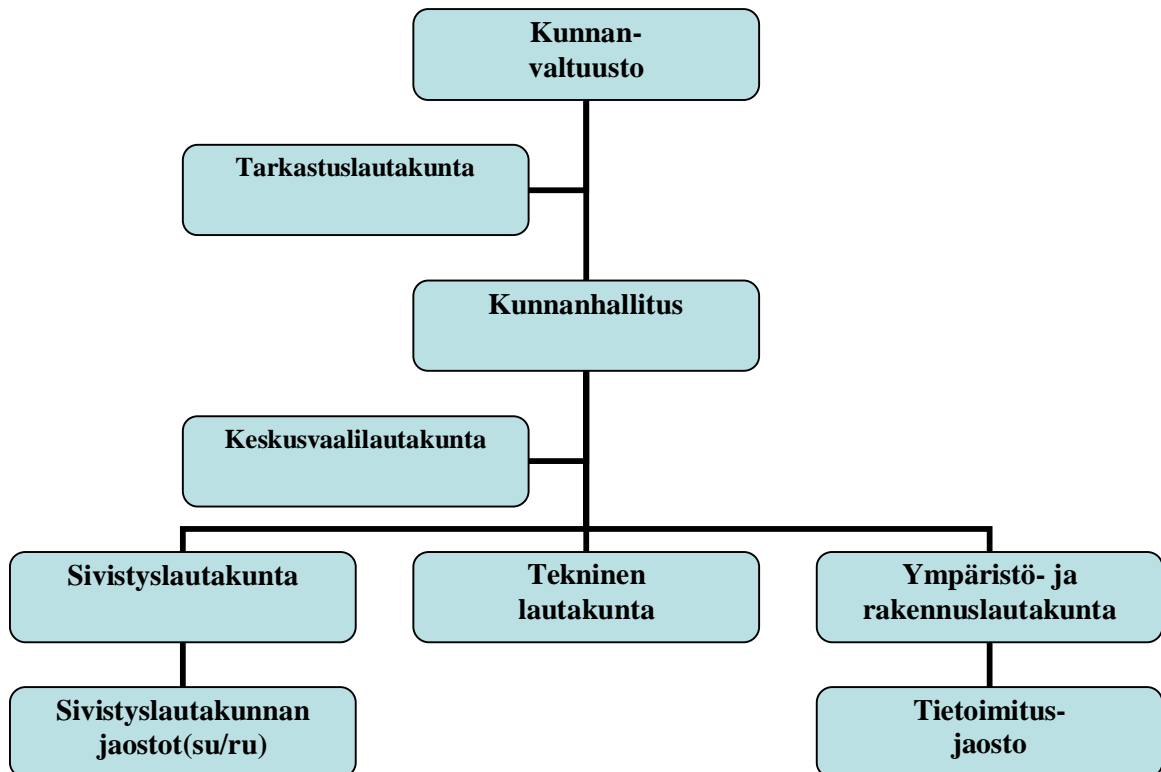 Kunnan-
valtuusto
Tarkastuslautakunta
Kunnanhallitus
Keskusvaalilautakunta
Sivistyslautakunta
Tekninen
lautakunta
Ympäristö- ja
rakennuslautakunta
Sivistyslautakunnan
jaostot(su/ru)
Tietoimitus-
jaosto